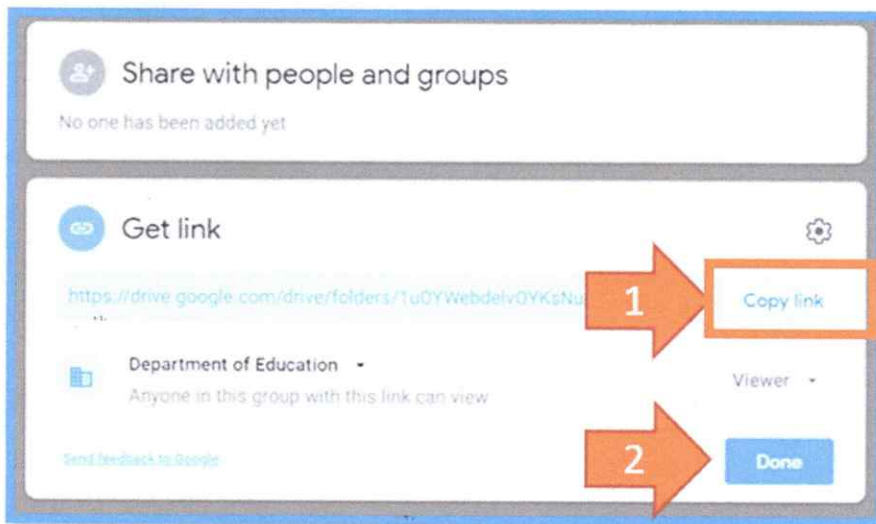 Share with people and groups
No one has been added yet
Get link
https://drive.google.com/drive/folders/1u0YWebdelvOYKsNu
1
Copy link
Department of Education
Anyone in this group with this link can view
Viewer
2
Send feedback to Google
Done